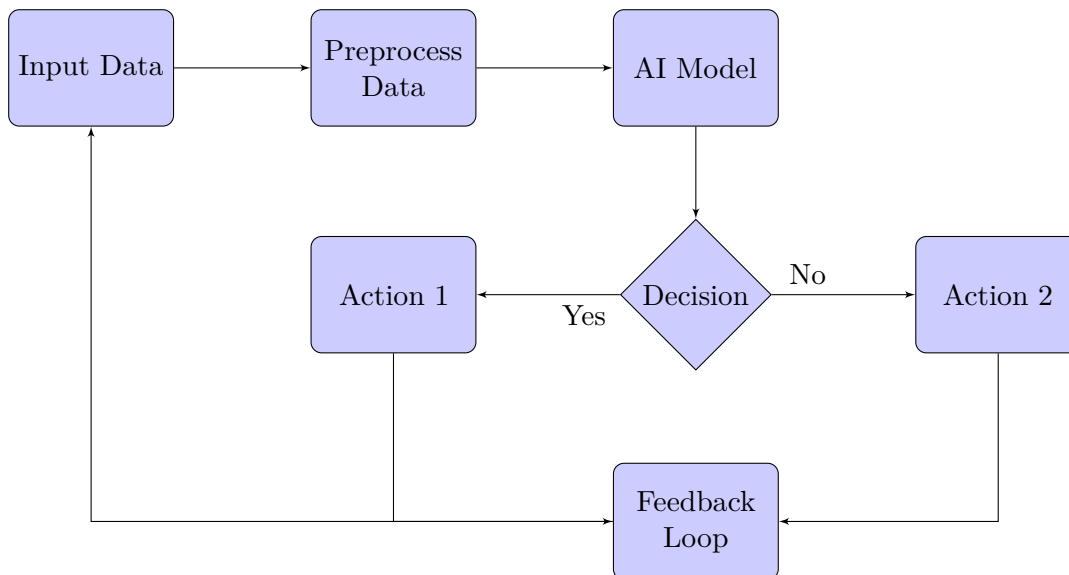 Input Data
Preprocess
Data
AI Model
Action 1
Yes
Decision
No
Action 2
Feedback
Loop